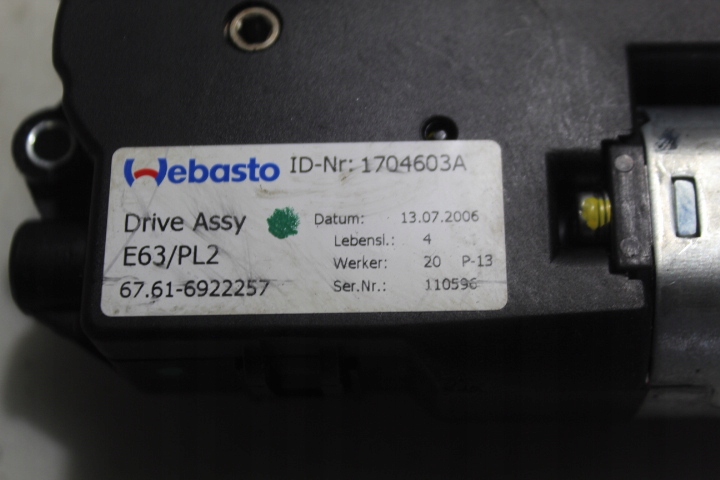 Webasto ID-Nr: 1704603A
Drive Assy
E63/PL2
67.61-6922257
Datum: 13.07.2006
Lebensl.: 4
Werker: 20 P-13
Ser.Nr.: 110596